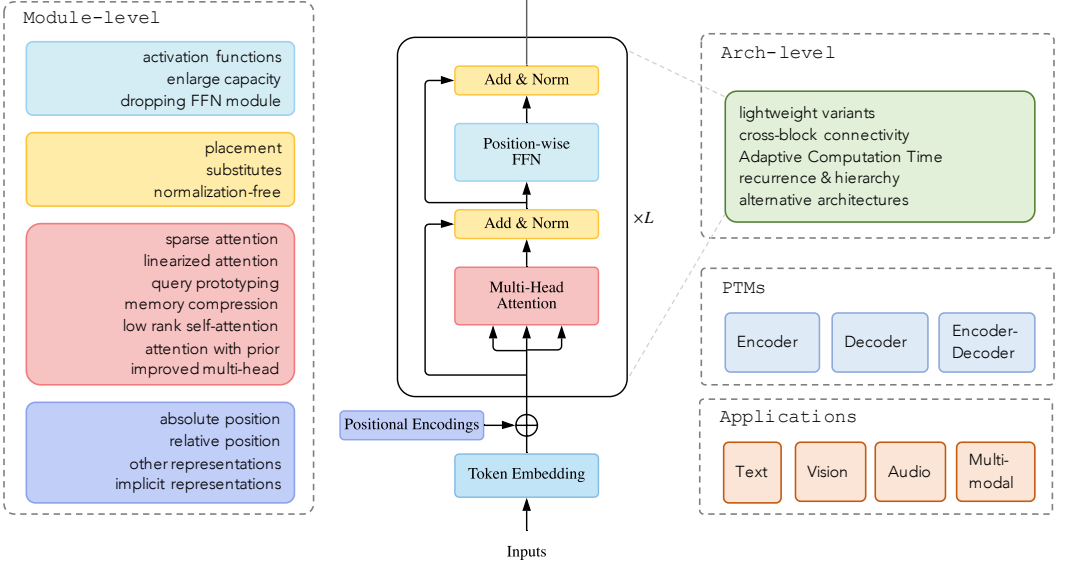 Module-level
activation functions
enlarge capacity
dropping FFN module
placement
substitutes
normalization-free
sparse attention
linearized attention
query prototyping
memory compression
low rank self-attention
attention with prior
improved multi-head
absolute position
relative position
other representations
implicit representations
Add & Norm
Position-wise
FFN
Add & Norm
Multi-Head
Attention
×L
Positional Encodings
Token Embedding
Inputs
Arch-level
lightweight variants
cross-block connectivity
Adaptive Computation Time
recurrence & hierarchy
alternative architectures
PTMs
Encoder
Decoder
Encoder-
Decoder
Applications
Text
Vision
Audio
Multi-
modal